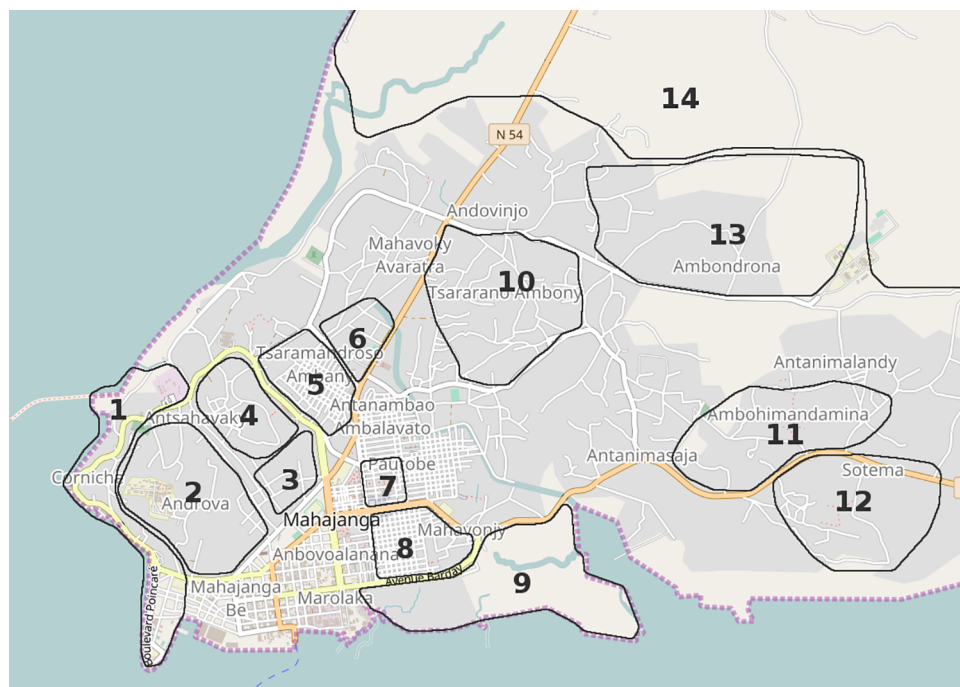 14
N 54
Andovinjo
13
Mahavoky
Avaratra
Ambondrona
10
Tsararano Ambony
6
Tsaramandroso
Ambany
5
Antanimalandy
1
Antsahavaky
4
Antanambao
Ambalavato
Ambohimandamina
11
Antanimasaja
Corniche
3
Sotema
2
7
12
Androva
Mahajanga
8
Mahavonjy
Anbovoalanana
Avenue Barday
9
Mahajanga
Be
Marolaka
Boulevard Poincaré